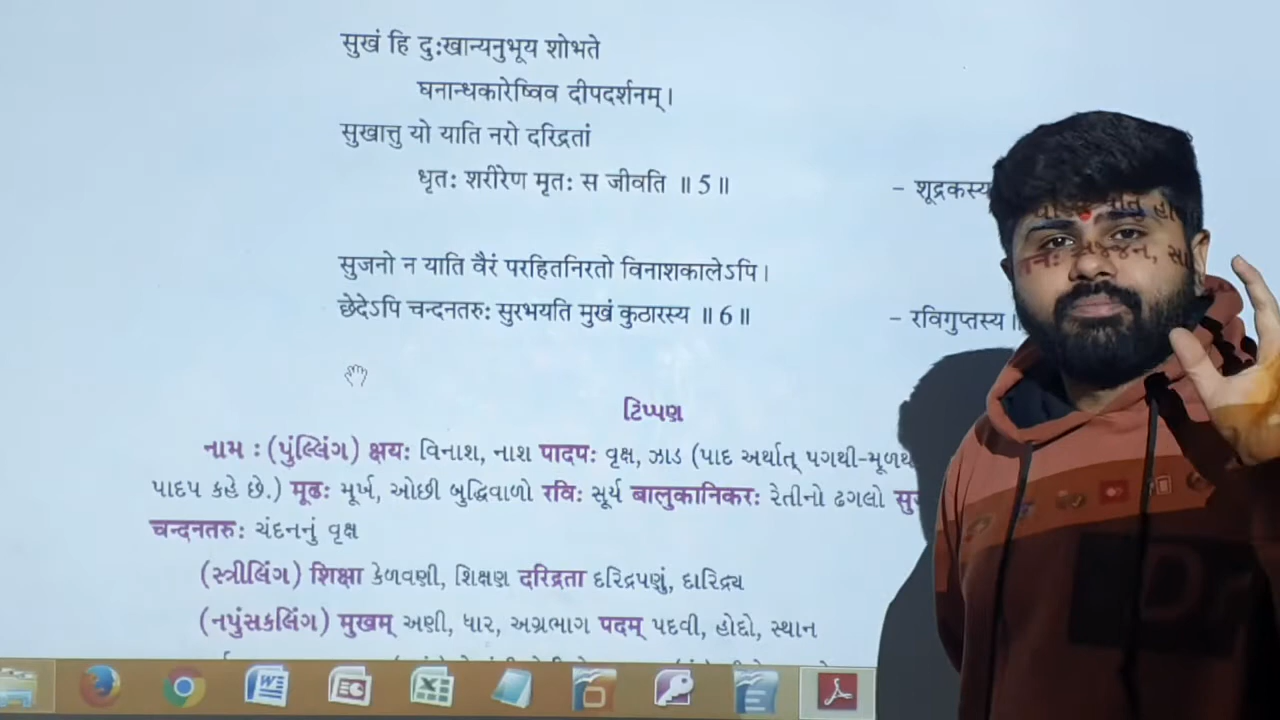 सुखं हि दुःखान्यनुभूय शोभते
घनान्धकारेष्विव दीपदर्शनम् ।
सुखात्तु यो याति नरो दरिद्रतां
धृतः शरीरेण मृतः स जीवति ॥ 5 ॥ – शूद्रकस्य
सुजनो न याति वैरं परहितनिरतो विनाशकालेऽपि ।
छेदेऽपि चन्दनतरुः सुरभयति मुखं कुठारस्य ॥ 6 ॥ – रविगुप्तस्य
ટિપ્પણ
નામ : (પુંલ્લિંગ) क्षयः વિનાશ, નાશ पादपः વૃક્ષ, ઝાડ (પાદ અર્થાત્ પગથી-મૂળથ
પાદપ કહે છે.) मूढः મૂર્ખ, ઓછી બુદ્ધિવાળો रविः સૂર્ય बालुकानिकरः રેતીનો ઢગલો
चन्दनतरुः ચંદનનું વૃક્ષ
(સ્ત્રીલિંગ) शिक्षा કેળવણી, શિક્ષણ दरिद्रता દરિદ્રપણું, દારિદ્રય
(નપુંસકલિંગ) मुखम् અણી, ધાર, અગ્રભાગ पदम् પદવી, હોદ્દો, સ્થાન